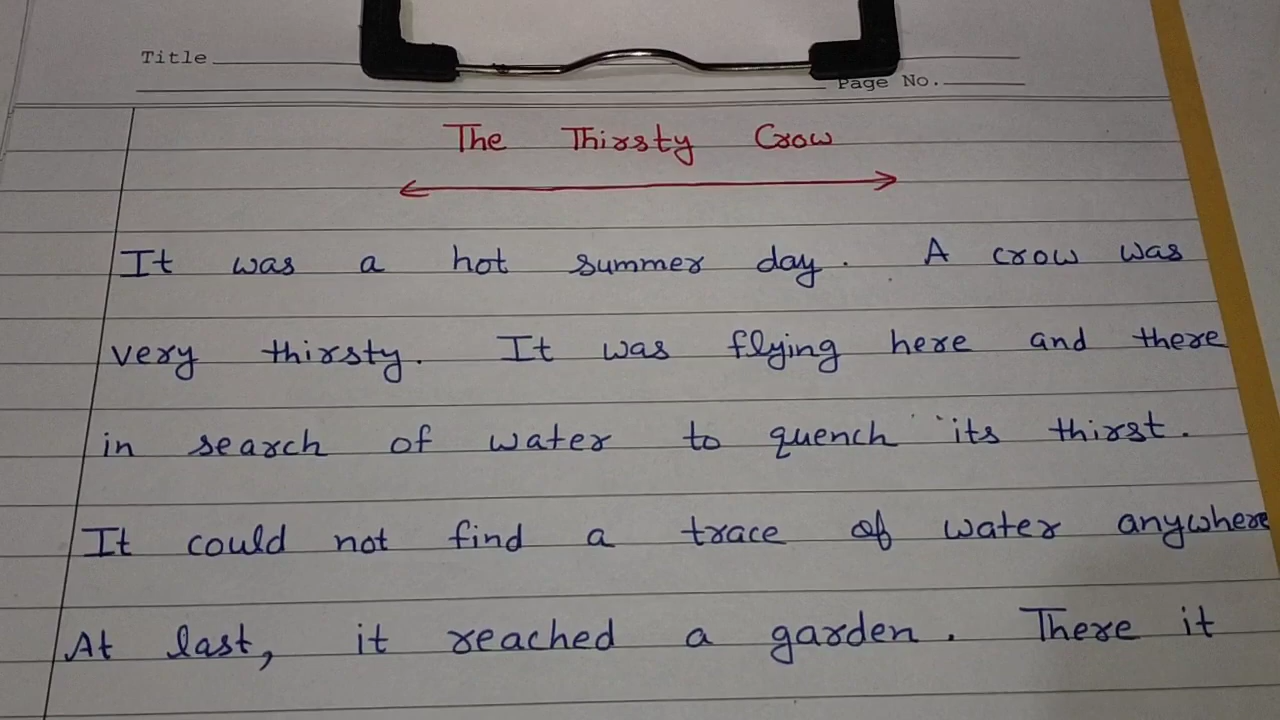 Title
Page No.
The Thirsty Crow
It was a hot summer day. A crow was
very thirsty. It was flying here and there
in search of water to quench its thirst.
It could not find a trace of water anywhere
At last, it reached a garden. There it